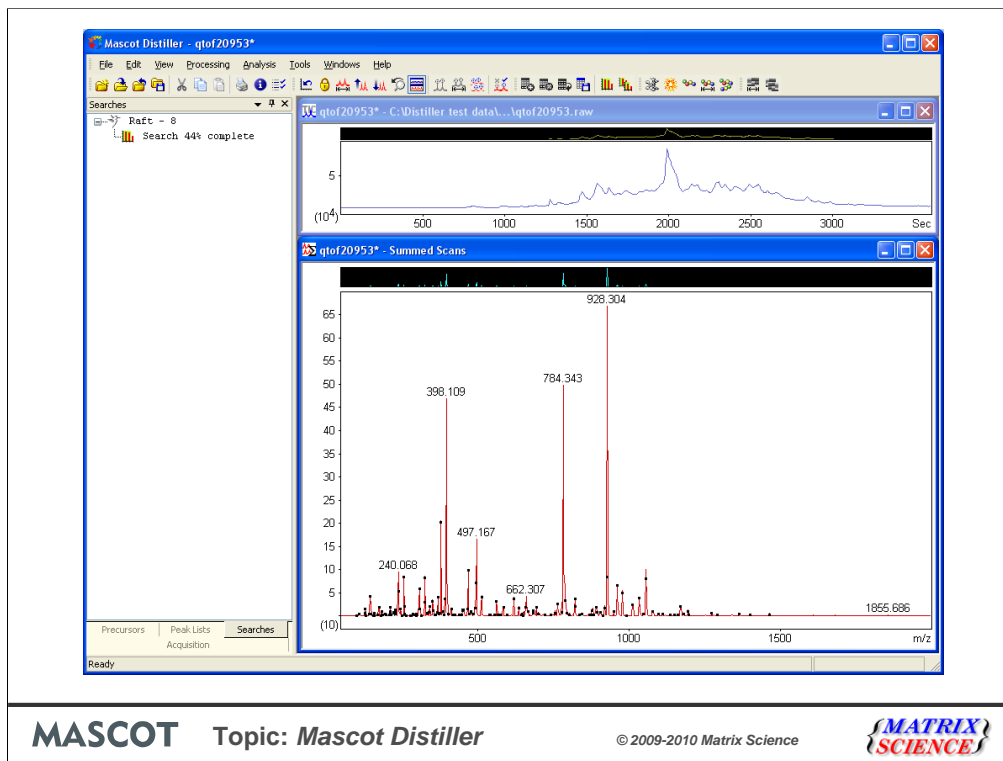 Mascot Distiller - qtof20953*
File Edit View Processing Analysis Tools Windows Help
Searches
Raft - 8
Search 44% complete
qtof20953* - C:\Distiller test data\...\qtof20953.raw
5
(10⁴)
500 1000 1500 2000 2500 3000 Sec
qtof20953* - Summed Scans
928.304
65
60
55
784.343
50
398.109
45
40
35
30
25
20
497.167
15
240.068
10
662.307
5
1855.686
(10)
500 1000 1500 m/z
Precursors Peak Lists Searches
Acquisition
Ready
MASCOT Topic: Mascot Distiller © 2009-2010 Matrix Science {MATRIX
SCIENCE}